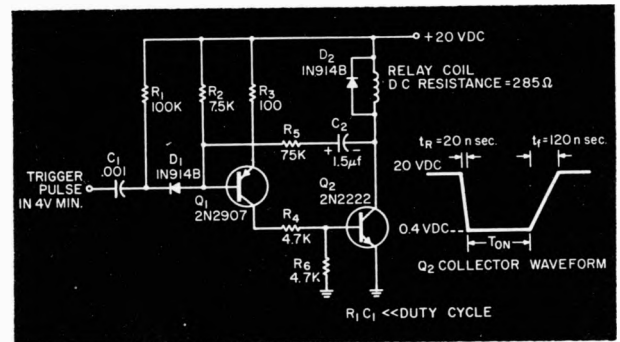 +20 VDC
D2
1N914B
RELAY COIL
DC RESISTANCE=285Ω
R1
100K
R2
7.5K
R3
100
R5
75K
C2
+ -
1.5µf
tR=20 n sec.
tf=120 n sec.
20 VDC
C1
.001
D1
1N914B
TRIGGER
PULSE
IN 4V MIN.
Q1
2N2907
Q2
2N2222
R4
4.7K
0.4 VDC
TON
R6
4.7K
Q2 COLLECTOR WAVEFORM
R1C1 <<DUTY CYCLE